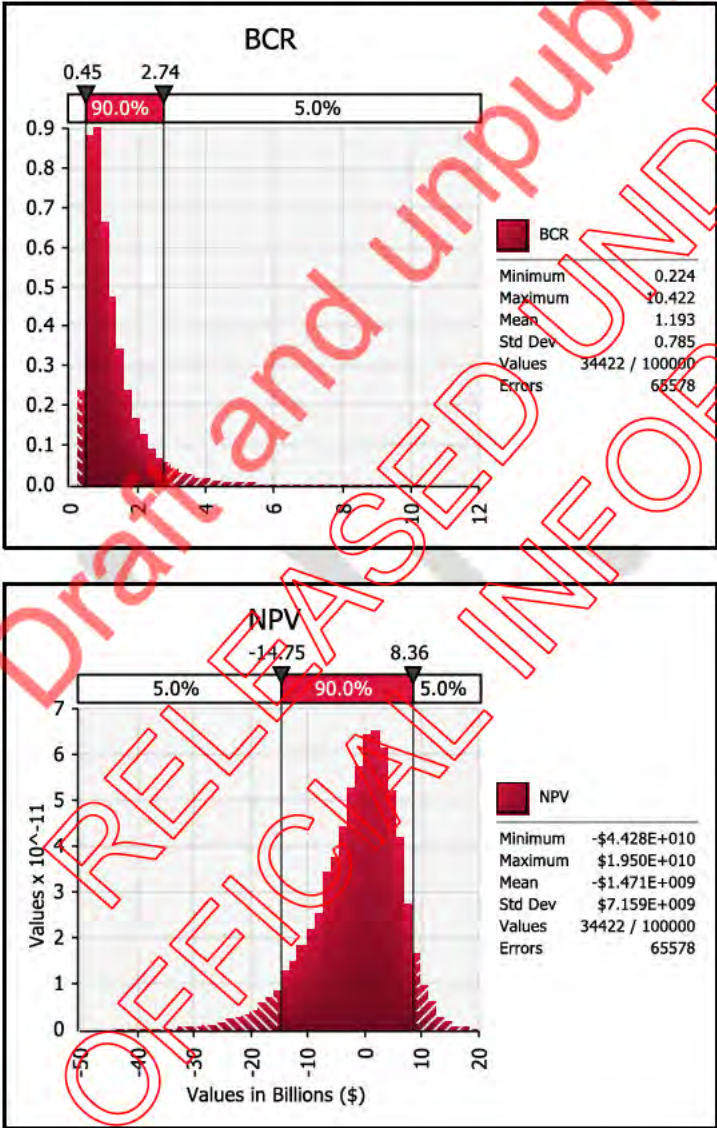 BCR
0.45 2.74
90.0% 5.0%
0.9
0.8
0.7
0.6
0.5
0.4
0.3
0.2
0.1
0.0
0 2 4 6 8 10 12
BCR
Minimum 0.224
Maximum 10.422
Mean 1.193
Std Dev 0.785
Values 34422 / 100000
Errors 65578
NPV
-14.75 8.36
5.0% 90.0% 5.0%
7
6
5
4
3
2
1
0
Values x 10^-11
-50 -40 -30 -20 -10 0 10 20
Values in Billions ($)
NPV
Minimum -$4.428E+010
Maximum $1.950E+010
Mean -$1.471E+009
Std Dev $7.159E+009
Values 34422 / 100000
Errors 65578
Draft and unpubl
RELEASED UND
OFFICIAL INFOR